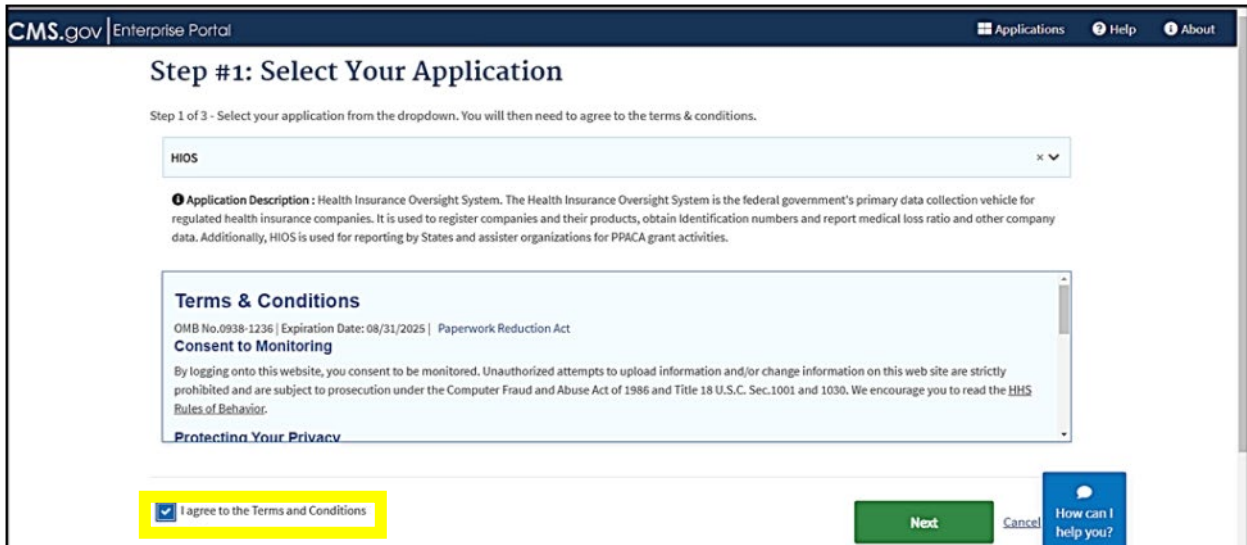 CMS.gov Enterprise Portal
Applications
Help
About
Step #1: Select Your Application
Step 1 of 3 - Select your application from the dropdown. You will then need to agree to the terms & conditions.
HIOS
Application Description : Health Insurance Oversight System. The Health Insurance Oversight System is the federal government's primary data collection vehicle for
regulated health insurance companies. It is used to register companies and their products, obtain Identification numbers and report medical loss ratio and other company
data. Additionally, HIOS is used for reporting by States and assister organizations for PPACA grant activities.
Terms & Conditions
OMB No.0938-1236 | Expiration Date: 08/31/2025 | Paperwork Reduction Act
Consent to Monitoring
By logging onto this website, you consent to be monitored. Unauthorized attempts to upload information and/or change information on this web site are strictly
prohibited and are subject to prosecution under the Computer Fraud and Abuse Act of 1986 and Title 18 U.S.C. Sec.1001 and 1030. We encourage you to read the HHS
Rules of Behavior.
Protecting Your Privacy
I agree to the Terms and Conditions
Next
Cancel
How can I
help you?